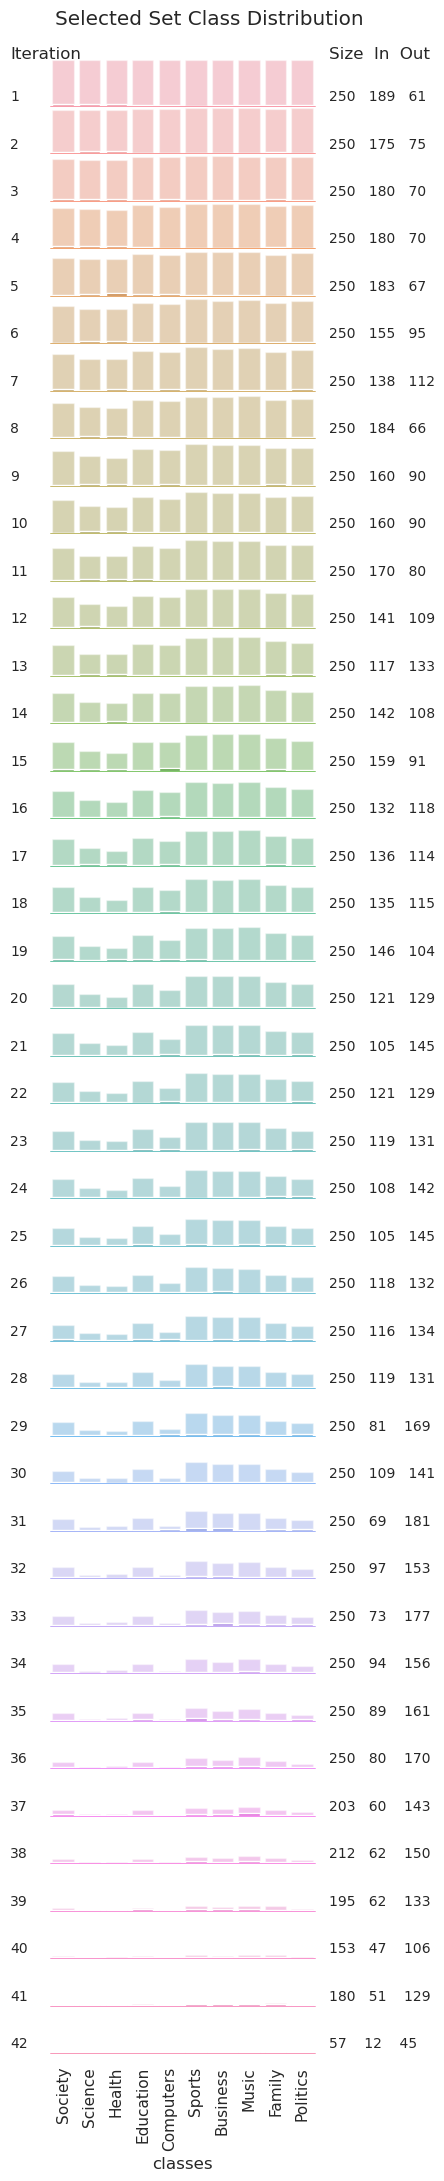 Selected Set Class Distribution
Iteration Size In Out
1 250 189 61
2 250 175 75
3 250 180 70
4 250 180 70
5 250 183 67
6 250 155 95
7 250 138 112
8 250 184 66
9 250 160 90
10 250 160 90
11 250 170 80
12 250 141 109
13 250 117 133
14 250 142 108
15 250 159 91
16 250 132 118
17 250 136 114
18 250 135 115
19 250 146 104
20 250 121 129
21 250 105 145
22 250 121 129
23 250 119 131
24 250 108 142
25 250 105 145
26 250 118 132
27 250 116 134
28 250 119 131
29 250 81 169
30 250 109 141
31 250 69 181
32 250 97 153
33 250 73 177
34 250 94 156
35 250 89 161
36 250 80 170
37 203 60 143
38 212 62 150
39 195 62 133
40 153 47 106
41 180 51 129
42 57 12 45
Society Science Health Education Computers Sports Business Music Family Politics
classes